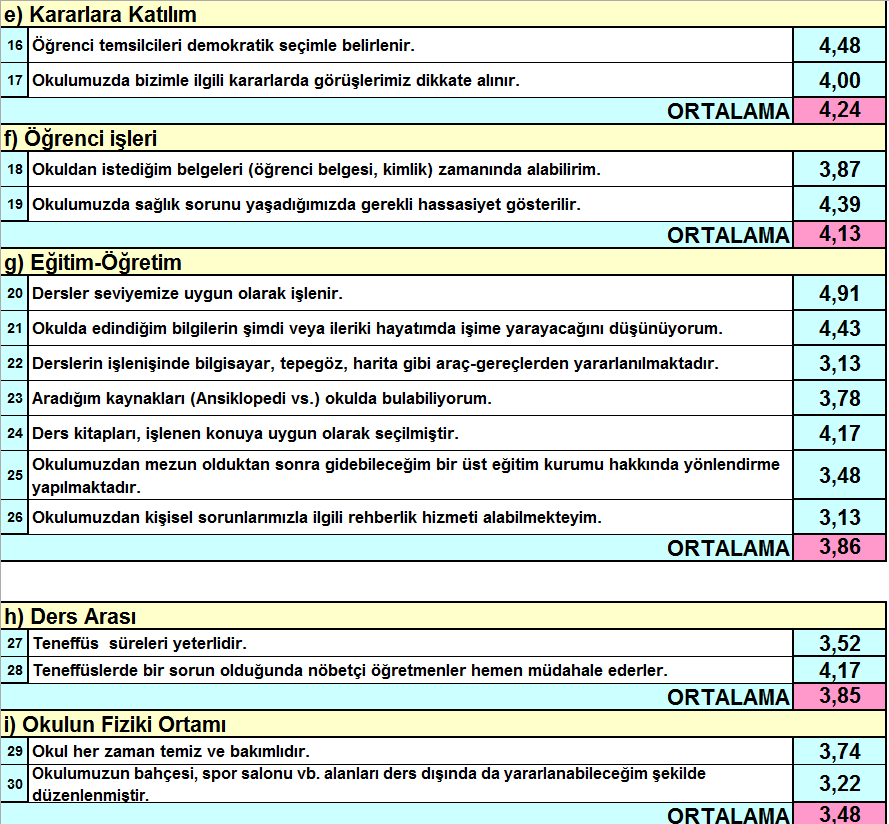 e) Kararlara Katılım
16 Öğrenci temsilcileri demokratik seçimle belirlenir. 4,48
17 Okulumuzda bizimle ilgili kararlarda görüşlerimiz dikkate alınır. 4,00
ORTALAMA 4,24
f) Öğrenci işleri
18 Okuldan istediğim belgeleri (öğrenci belgesi, kimlik) zamanında alabilirim. 3,87
19 Okulumuzda sağlık sorunu yaşadığımızda gerekli hassasiyet gösterilir. 4,39
ORTALAMA 4,13
g) Eğitim-Öğretim
20 Dersler seviyemize uygun olarak işlenir. 4,91
21 Okulda edindiğim bilgilerin şimdi veya ileriki hayatımda işime yarayacağını düşünüyorum. 4,43
22 Derslerin işlenişinde bilgisayar, tepegöz, harita gibi araç-gereçlerden yararlanılmaktadır. 3,13
23 Aradığım kaynakları (Ansiklopedi vs.) okulda bulabiliyorum. 3,78
24 Ders kitapları, işlenen konuya uygun olarak seçilmiştir. 4,17
25 Okulumuzdan mezun olduktan sonra gidebileceğim bir üst eğitim kurumu hakkında yönlendirme 3,48
yapılmaktadır.
26 Okulumuzdan kişisel sorunlarımızla ilgili rehberlik hizmeti alabilmekteyim. 3,13
ORTALAMA 3,86
h) Ders Arası
27 Teneffüs  süreleri yeterlidir. 3,52
28 Teneffüslerde bir sorun olduğunda nöbetçi öğretmenler hemen müdahale ederler. 4,17
ORTALAMA 3,85
i) Okulun Fiziki Ortamı
29 Okul her zaman temiz ve bakımlıdır. 3,74
30 Okulumuzun bahçesi, spor salonu vb. alanları ders dışında da yararlanabileceğim şekilde 3,22
düzenlenmiştir.
ORTALAMA 3,48